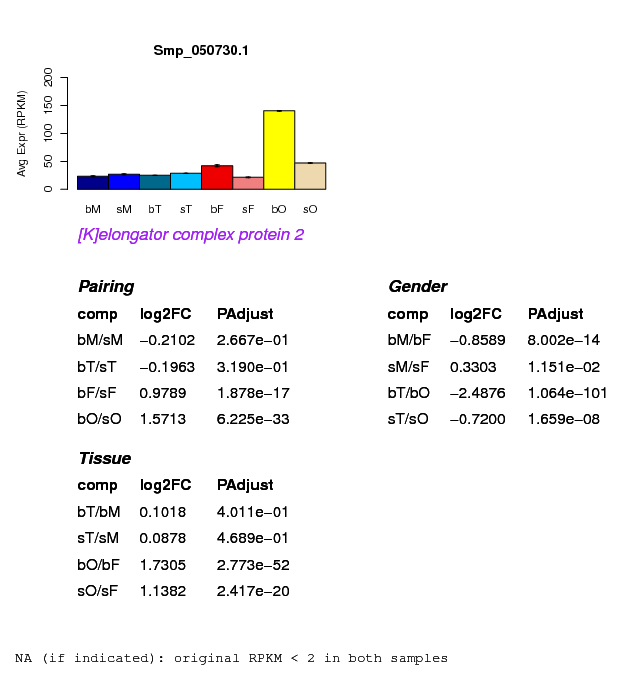 Smp_050730.1
Avg Expr (RPKM)
200
150
100
50
0
bM sM bT sT bF sF bO sO
[K]elongator complex protein 2
Pairing
comp log2FC PAdjust
bM/sM −0.2102 2.667e−01
bT/sT −0.1963 3.190e−01
bF/sF 0.9789 1.878e−17
bO/sO 1.5713 6.225e−33
Gender
comp log2FC PAdjust
bM/bF −0.8589 8.002e−14
sM/sF 0.3303 1.151e−02
bT/bO −2.4876 1.064e−101
sT/sO −0.7200 1.659e−08
Tissue
comp log2FC PAdjust
bT/bM 0.1018 4.011e−01
sT/sM 0.0878 4.689e−01
bO/bF 1.7305 2.773e−52
sO/sF 1.1382 2.417e−20
NA (if indicated): original RPKM < 2 in both samples